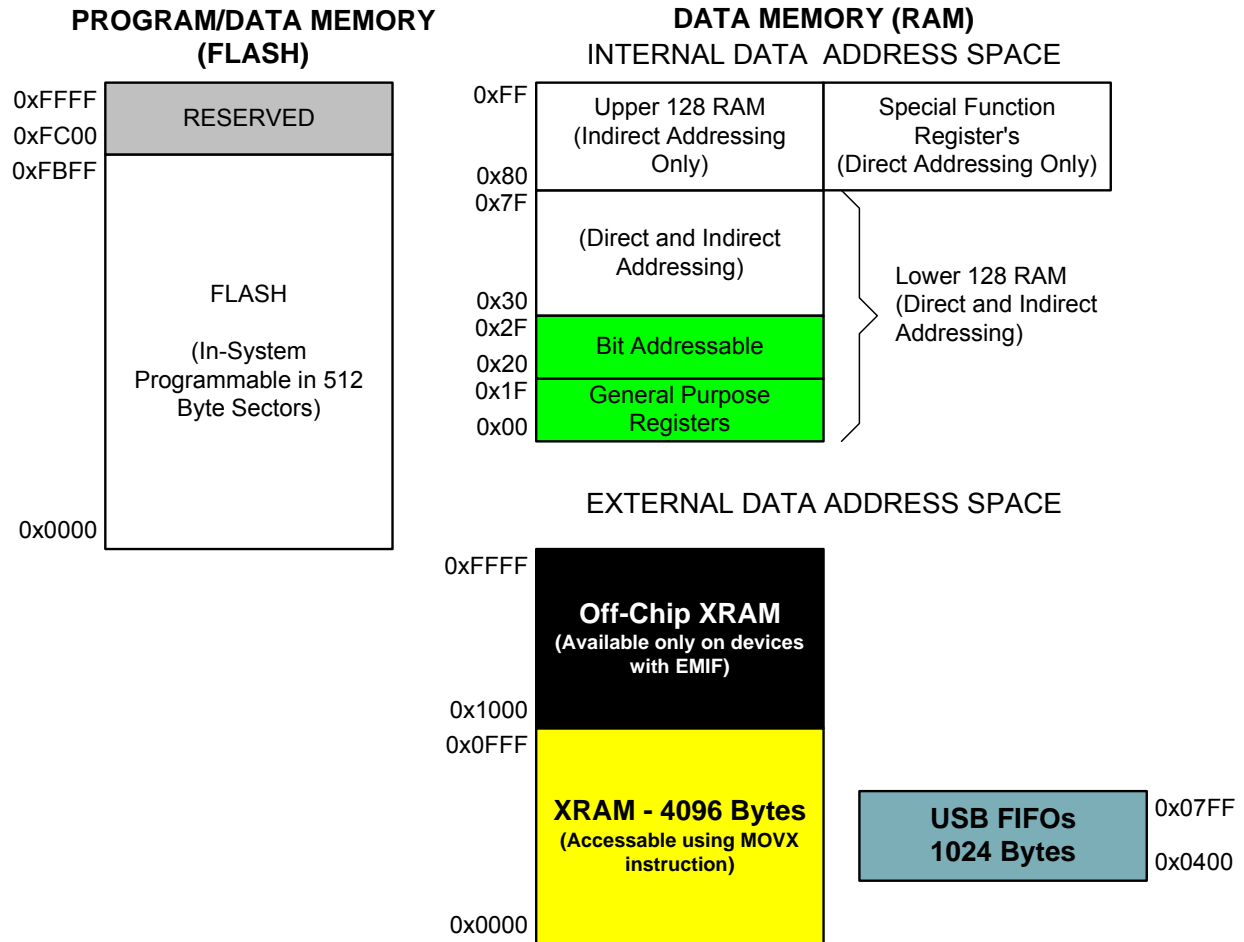 PROGRAM/DATA MEMORY
(FLASH)
0xFFFF
RESERVED
0xFC00
0xFBFF
FLASH
(In-System
Programmable in 512
Byte Sectors)
0x0000
DATA MEMORY (RAM)
INTERNAL DATA ADDRESS SPACE
0xFF
Upper 128 RAM
(Indirect Addressing
Only)
0x80
Special Function
Register's
(Direct Addressing Only)
0x7F
(Direct and Indirect
Addressing)
0x30
0x2F
Bit Addressable
0x20
0x1F
General Purpose
Registers
0x00
Lower 128 RAM
(Direct and Indirect
Addressing)
EXTERNAL DATA ADDRESS SPACE
0xFFFF
Off-Chip XRAM
(Available only on devices
with EMIF)
0x1000
0x0FFF
XRAM - 4096 Bytes
(Accessable using MOVX
instruction)
0x0000
USB FIFOs
1024 Bytes
0x07FF
0x0400